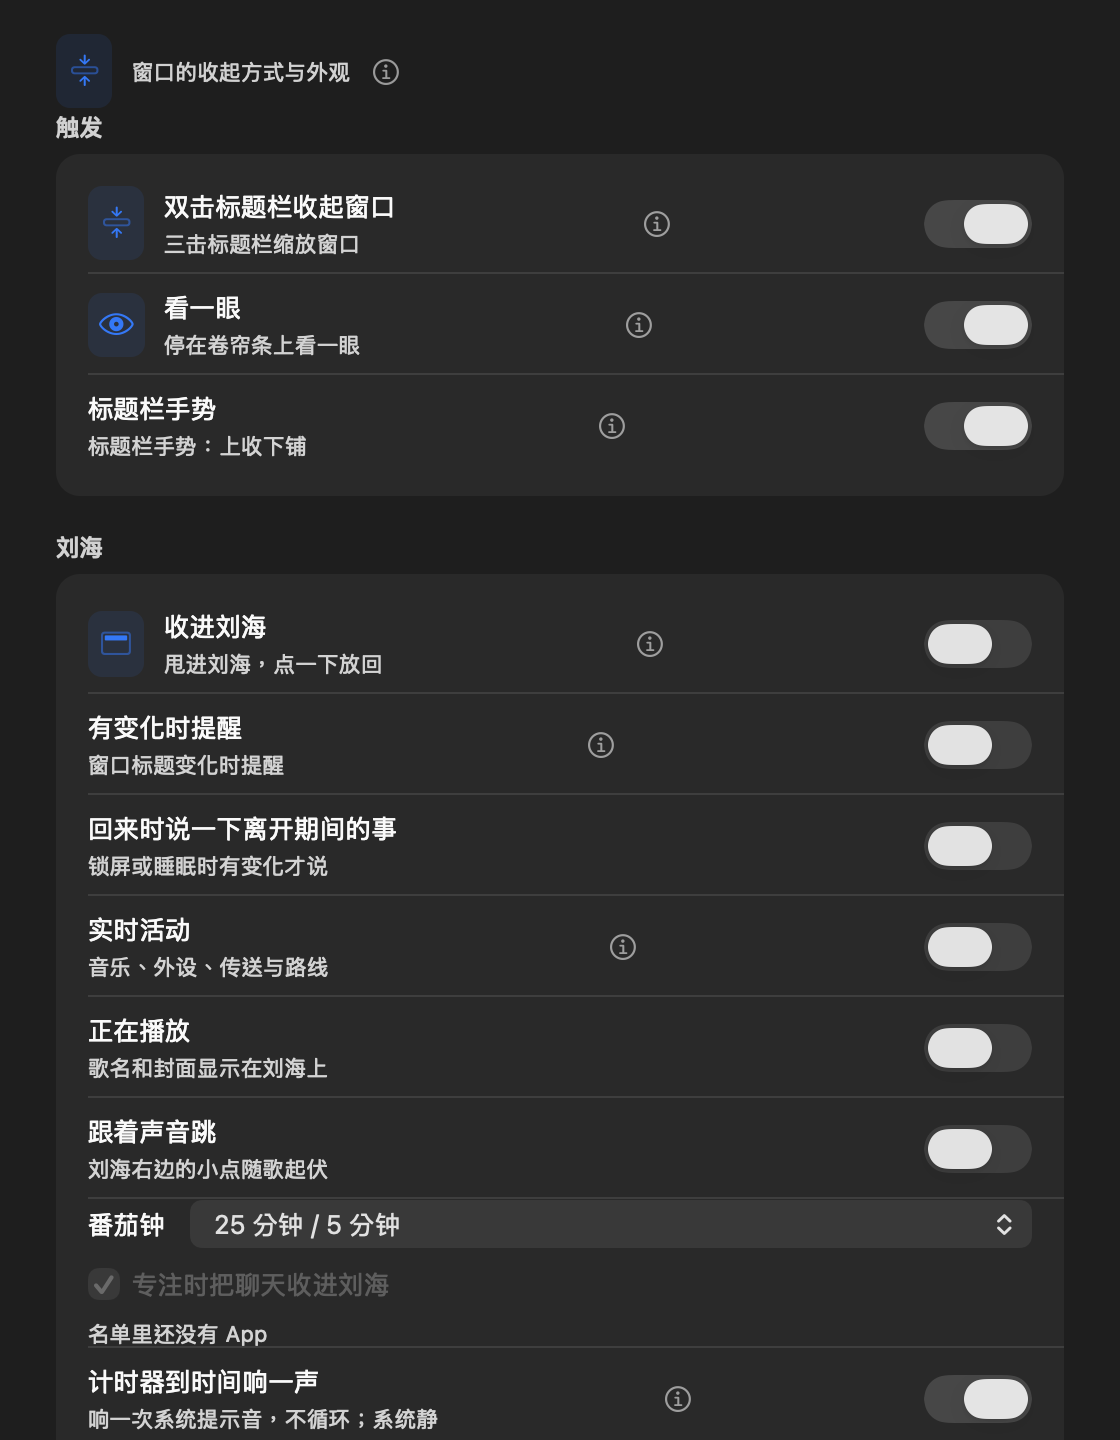 窗口的收起方式与外观
触发
双击标题栏收起窗口
三击标题栏缩放窗口
看一眼
停在卷帘条上看一眼
标题栏手势
标题栏手势：上收下铺
刘海
收进刘海
甩进刘海，点一下放回
有变化时提醒
窗口标题变化时提醒
回来时说一下离开期间的事
锁屏或睡眠时有变化才说
实时活动
音乐、外设、传送与路线
正在播放
歌名和封面显示在刘海上
跟着声音跳
刘海右边的小点随歌起伏
番茄钟 25 分钟 / 5 分钟
专注时把聊天收进刘海
名单里还没有 App
计时器到时间响一声
响一次系统提示音，不循环；系统静